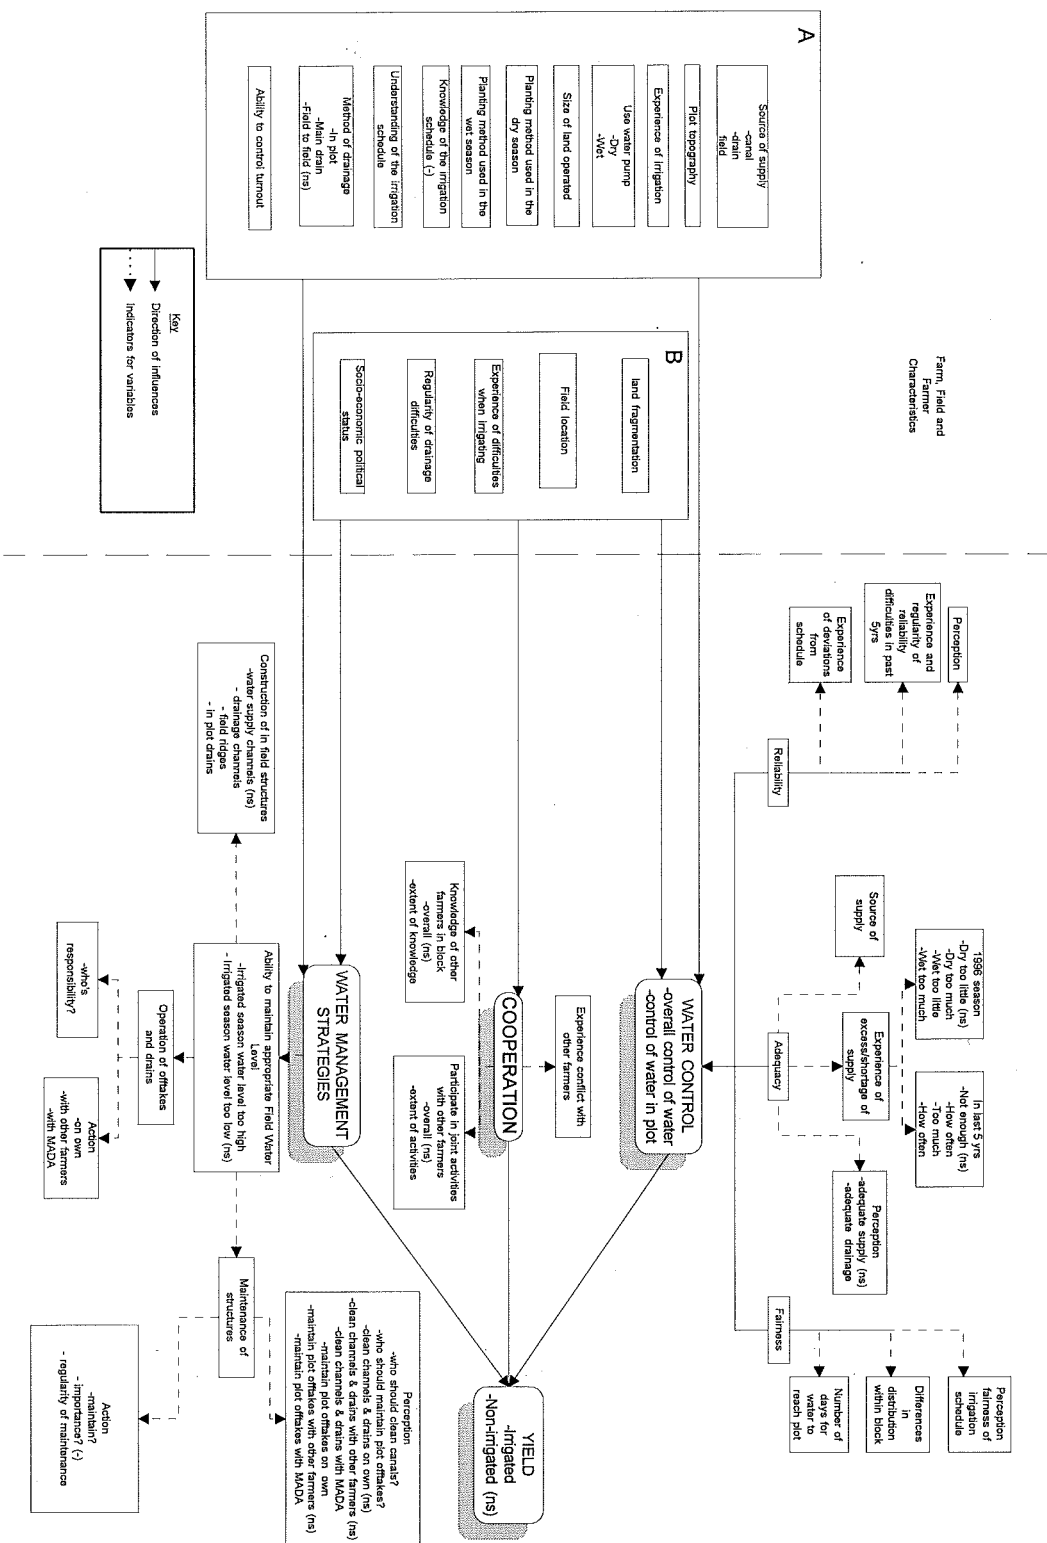 Farm, Field and
Farmer
Characteristics
A
Source of supply
-canal
-drain
field
Plot topography
Experience of irrigation
Use water pump
-Dry
-Wet
Size of land operated
Planting method used in the
dry season
Planting method used in the
wet season
Knowledge of the irrigation
schedule (-)
Understanding of the irrigation
schedule
Method of drainage
-In plot
-Main drain
-Field to field (ns)
Ability to control turnout
B
land fragmentation
Field location
Experience of difficulties
when irrigating
Regularity of drainage
difficulties
Socio-economic political
status
Key
Direction of influences
Indicators for variables
Perception
Experience and
regularity of
reliability
difficulties in past
5yrs
Experience
of deviations
from
schedule
Reliability
1996 season
-Dry too little (ns)
-Dry too much
-Wet too little
-Wet too much
In last 5 yrs
-Not enough (ns)
-How often
-Too much
-How often
Source of
supply
Experience of
excess/shortage of
supply
Perception
-adequate supply (ns)
-adequate drainage
Adequacy
Perception
fairness of
irrigation
schedule
Differences
in
distribution
within block
Number of
days for
water to
reach plot
Fairness
WATER CONTROL
-overall control of water
-control of water in plot
Experience conflict with
other farmers
COOPERATION
Knowledge of other
farmers in block
-overall (ns)
-extent of knowledge
Participate in joint activities
with other farmers
-overall (ns)
-extent of activities
YIELD
-Irrigated
-Non-irrigated (ns)
WATER MANAGEMENT
STRATEGIES
Construction of in field structures
-water supply channels (ns)
- drainage channels
- field ridges
- in plot drains
Ability to maintain appropriate Field Water
Level
-Irrigated season water level too high
- Irrigated season water level too low (ns)
Operation of offtakes
and drains
-who's
responsibility?
Action
-on own
-with other farmers
-with MADA
Maintenance of
structures
Perception
-who should clean canals?
-who should maintain plot offtakes?
-clean channels & drains on own (ns)
-clean channels & drains with other farmers (ns)
-clean channels & drains with MADA
-maintain plot offtakes on own
-maintain plot offtakes with other farmers (ns)
-maintain plot offtakes with MADA
Action
-maintain?
- importance? (-)
- regularity of maintenance